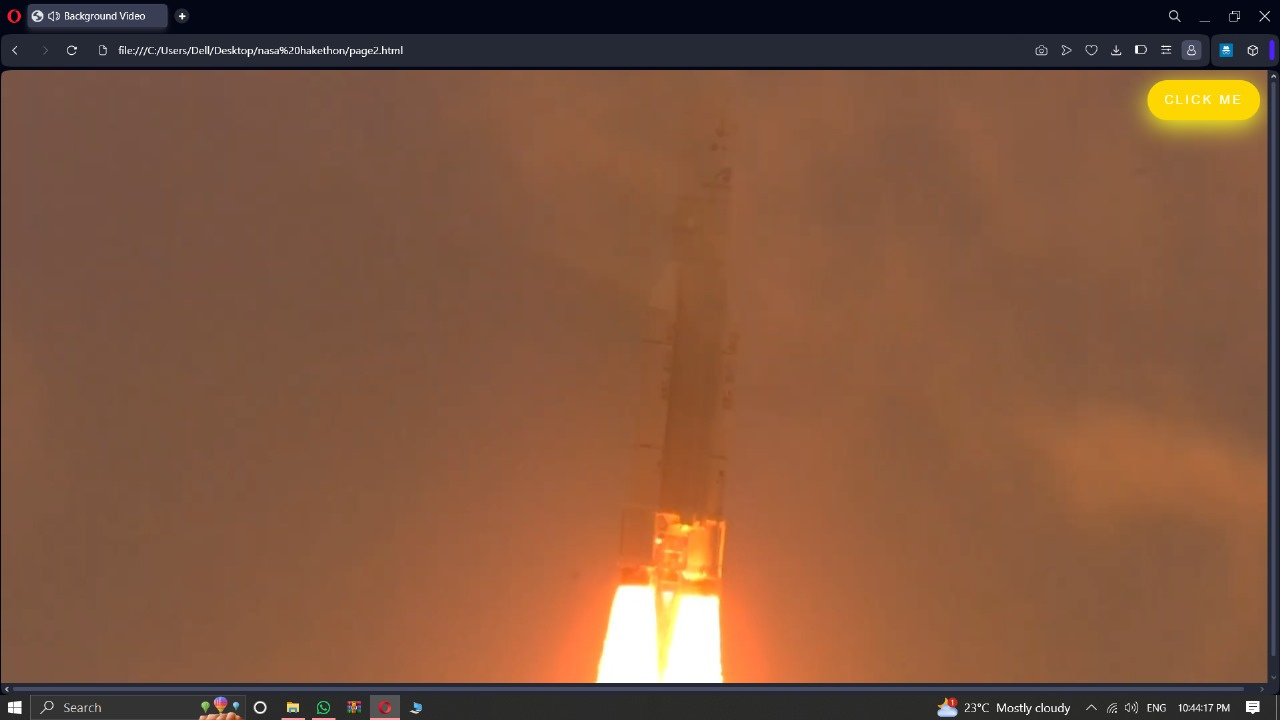 Background Video
file:///C:/Users/Dell/Desktop/nasa%20hakethon/page2.html
CLICK ME
Search
23°C Mostly cloudy
ENG
10:44:17 PM